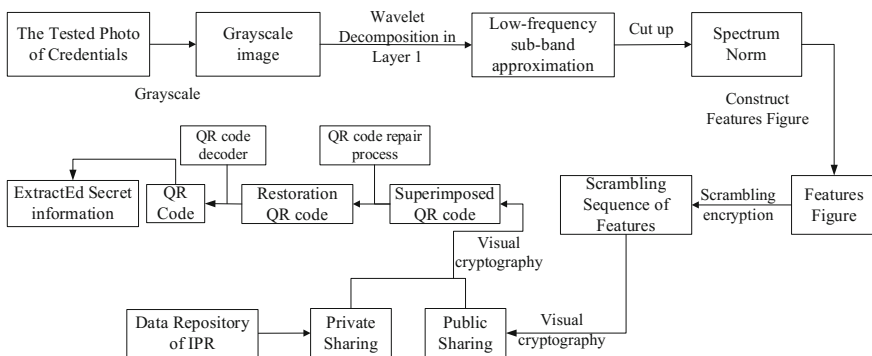 The Tested Photo
of Credentials
Grayscale
Grayscale
image
Wavelet
Decomposition in
Layer 1
Low-frequency
sub-band
approximation
Cut up
Spectrum
Norm
Construct
Features Figure
QR code
decoder
QR code repair
process
ExtractEd Secret
information
QR
Code
Restoration
QR code
Superimposed
QR code
Scrambling
Sequence of
Features
Scrambling
encryption
Features
Figure
Visual
cryptography
Data Repository
of IPR
Private
Sharing
Public
Sharing
Visual
cryptography